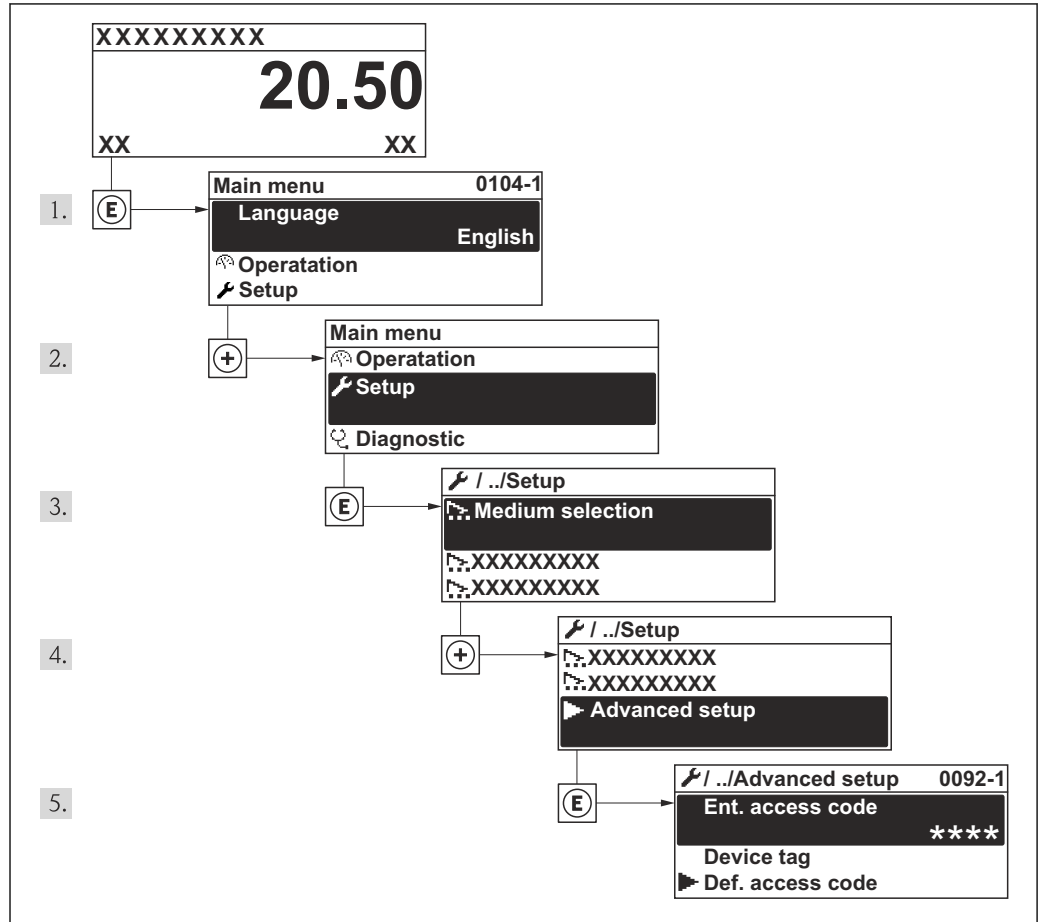 XXXXXXXXX
20.50
XX XX
1. E Main menu 0104-1
Language
English
Operatation
Setup
2. + Main menu
Operatation
Setup
Diagnostic
3. E / ../Setup
Medium selection
XXXXXXXXX
XXXXXXXXX
4. + / ../Setup
XXXXXXXXX
XXXXXXXXX
Advanced setup
5. E / ../Advanced setup 0092-1
Ent. access code
****
Device tag
Def. access code